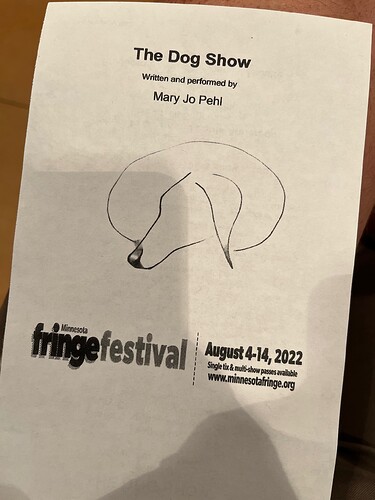 The Dog Show
Written and performed by
Mary Jo Pehl
Minnesota
fringefestival
August 4-14, 2022
Single tix & multi-show passes available
www.minnesotafringe.org